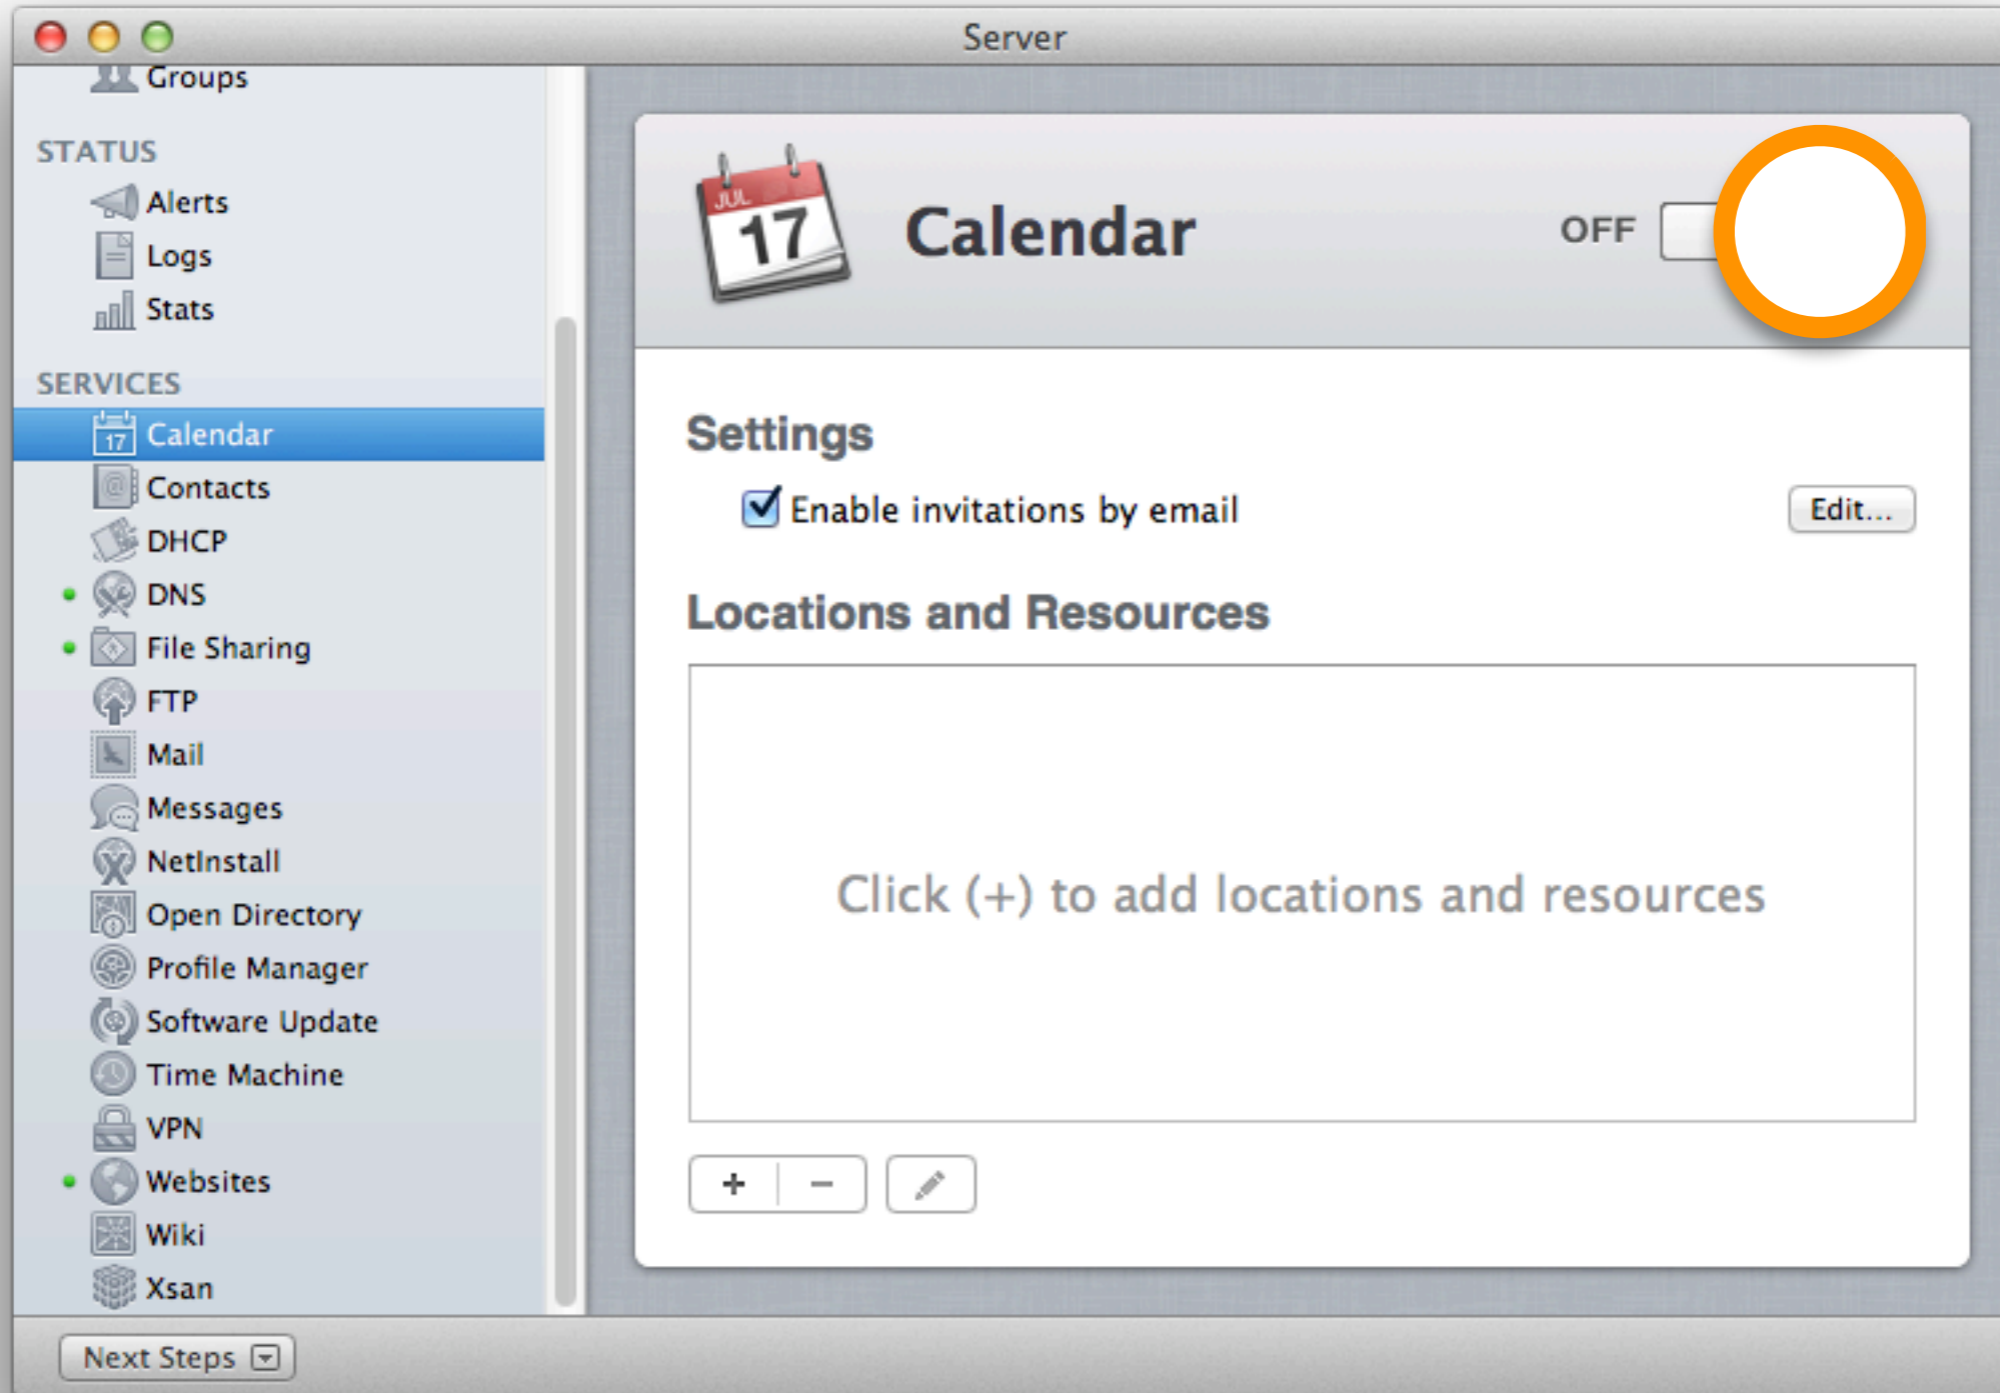 Server
Groups
STATUS
Alerts
Logs
Stats
SERVICES
17 Calendar
Contacts
DHCP
DNS
File Sharing
FTP
Mail
Messages
NetInstall
Open Directory
Profile Manager
Software Update
Time Machine
VPN
Websites
Wiki
Xsan
Next Steps
JUL
17
Calendar
OFF
Settings
Enable invitations by email
Edit...
Locations and Resources
Click (+) to add locations and resources
+ −